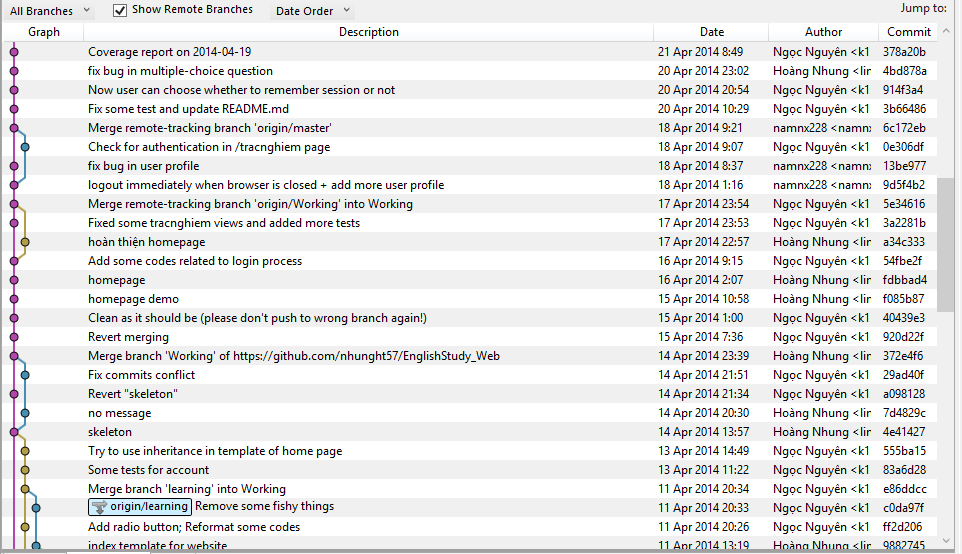 All Branches Show Remote Branches Date Order Jump to:
Graph Description Date Author Commit
Coverage report on 2014-04-19 21 Apr 2014 8:49 Ngọc Nguyên <k1 378a20b
fix bug in multiple-choice question 20 Apr 2014 23:02 Hoàng Nhung <lin 4bd878a
Now user can choose whether to remember session or not 20 Apr 2014 20:54 Ngọc Nguyên <k1 914f3a4
Fix some test and update README.md 20 Apr 2014 10:29 Ngọc Nguyên <k1 3b66486
Merge remote-tracking branch 'origin/master' 18 Apr 2014 9:21 namnx228 <namnx 6c172eb
Check for authentication in /tracnghiem page 18 Apr 2014 9:07 Ngọc Nguyên <k1 0e306df
fix bug in user profile 18 Apr 2014 8:37 namnx228 <namnx 13be977
logout immediately when browser is closed + add more user profile 18 Apr 2014 1:16 namnx228 <namnx 9d5f4b2
Merge remote-tracking branch 'origin/Working' into Working 17 Apr 2014 23:54 Ngọc Nguyên <k1 5e34616
Fixed some tracnghiem views and added more tests 17 Apr 2014 23:53 Ngọc Nguyên <k1 3a2281b
hoàn thiện homepage 17 Apr 2014 22:57 Hoàng Nhung <lin a34c333
Add some codes related to login process 16 Apr 2014 9:15 Ngọc Nguyên <k1 54fbe2f
homepage 16 Apr 2014 2:07 Hoàng Nhung <lin fdbbad4
homepage demo 15 Apr 2014 10:58 Hoàng Nhung <lin f085b87
Clean as it should be (please don't push to wrong branch again!) 15 Apr 2014 1:00 Ngọc Nguyên <k1 40439e3
Revert merging 15 Apr 2014 7:36 Ngọc Nguyên <k1 920d22f
Merge branch 'Working' of https://github.com/nhunght57/EnglishStudy_Web 14 Apr 2014 23:39 Ngọc Nguyên <k1 372e4f6
Fix commits conflict 14 Apr 2014 21:51 Ngọc Nguyên <k1 29ad40f
Revert "skeleton" 14 Apr 2014 21:34 Ngọc Nguyên <k1 a098128
no message 14 Apr 2014 20:30 Hoàng Nhung <lin 7d4829c
skeleton 14 Apr 2014 13:57 Hoàng Nhung <lin 4e41427
Try to use inheritance in template of home page 13 Apr 2014 14:49 Ngọc Nguyên <k1 555ba15
Some tests for account 13 Apr 2014 11:22 Ngọc Nguyên <k1 83a6d28
Merge branch 'learning' into Working 11 Apr 2014 20:34 Ngọc Nguyên <k1 e86ddcc
origin/learning Remove some fishy things 11 Apr 2014 20:33 Ngọc Nguyên <k1 c0da97f
Add radio button; Reformat some codes 11 Apr 2014 20:26 Ngọc Nguyên <k1 ff2d206
index template for website 11 Apr 2014 13:19 Hoàng Nhung <lin 9882745